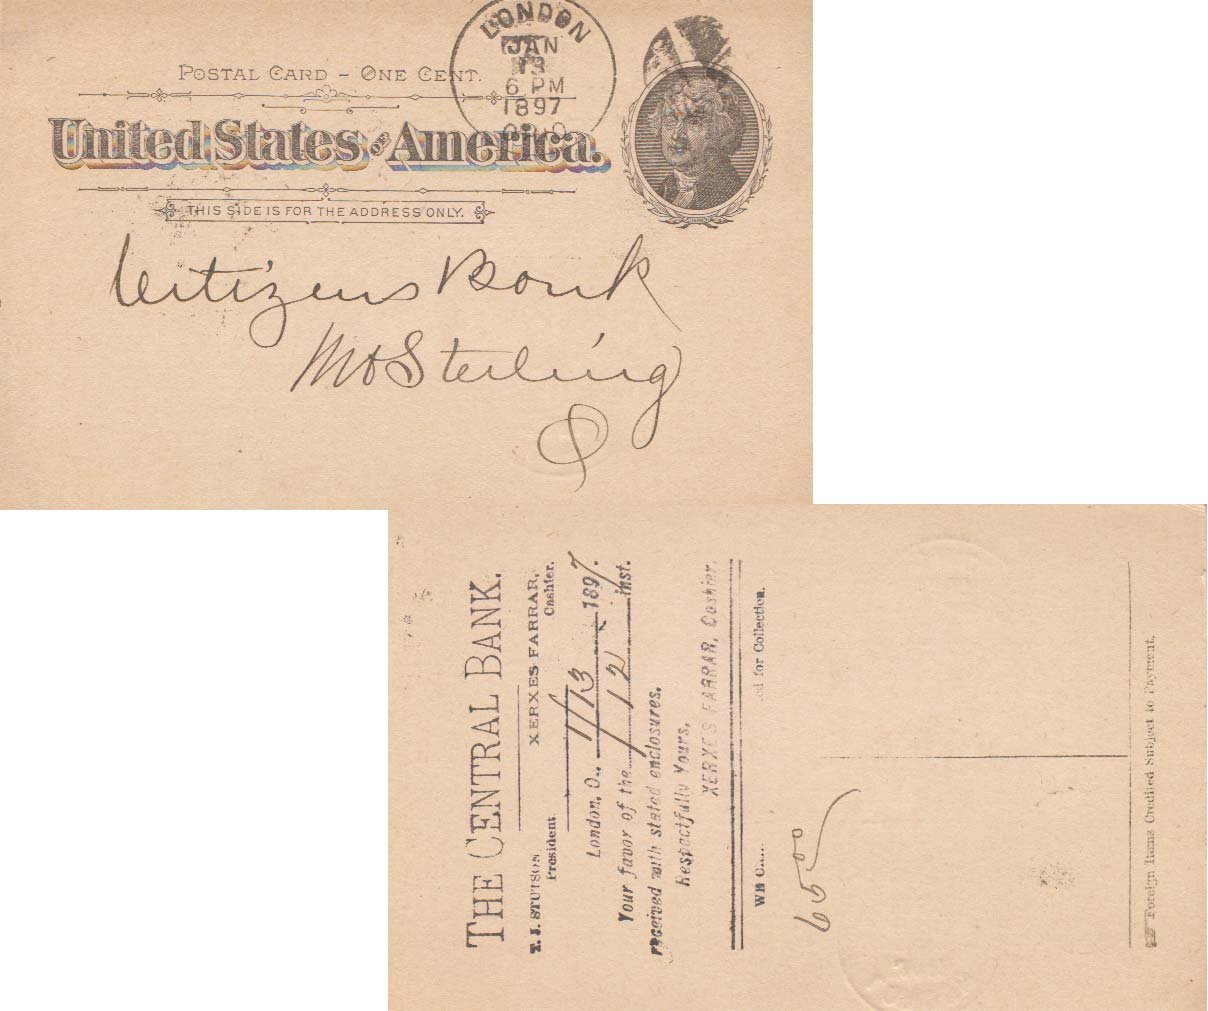 POSTAL CARD – ONE CENT.
United States OF America.
THIS SIDE IS FOR THE ADDRESS ONLY.
LONDON
JAN
13
6 PM
1897
OHIO
Citizens Bank
Mt Sterling
O
THE CENTRAL BANK.
T. J. STUTSON, President.
XERXES FARRAR, Cashier.
London, O., 1/13 1897.
Your favor of the 12 inst.
received with stated enclosures.
Respectfully Yours,
XERXES FARRAR, Cashier.
WE
for Collection.
65 00
Foreign Items Credited Subject to Payment.